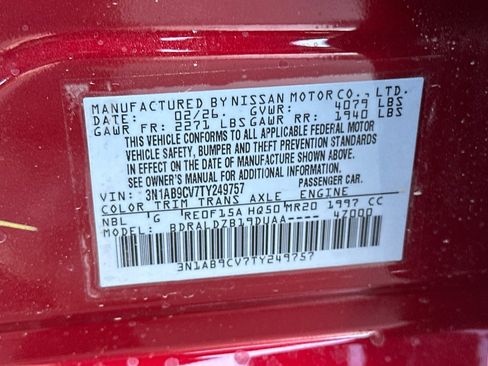 MANUFACTURED BY NISSAN MOTOR CO., LTD.
DATE: 02/26. GVWR: 4079 LBS
GAWR FR: 2271 LBS GAWR RR: 1940 LBS
THIS VEHICLE CONFORMS TO ALL APPLICABLE FEDERAL MOTOR
VEHICLE SAFETY, BUMPER AND THEFT PREVENTION STANDARDS
IN EFFECT ON THE DATE OF MANUFACTURE SHOWN ABOVE.
SEE OWNER'S MANUAL FOR ADDITIONAL INFORMATION.
VIN: 3N1AB9CV7TY249757 PASSENGER CAR.
COLOR TRIM TRANS AXLE ENGINE
NBL G RE0F15A HQ50 MR20 1997 CC
BDRALDZB19DUAA---- 4Z000
3N1AB9CV7TY249757